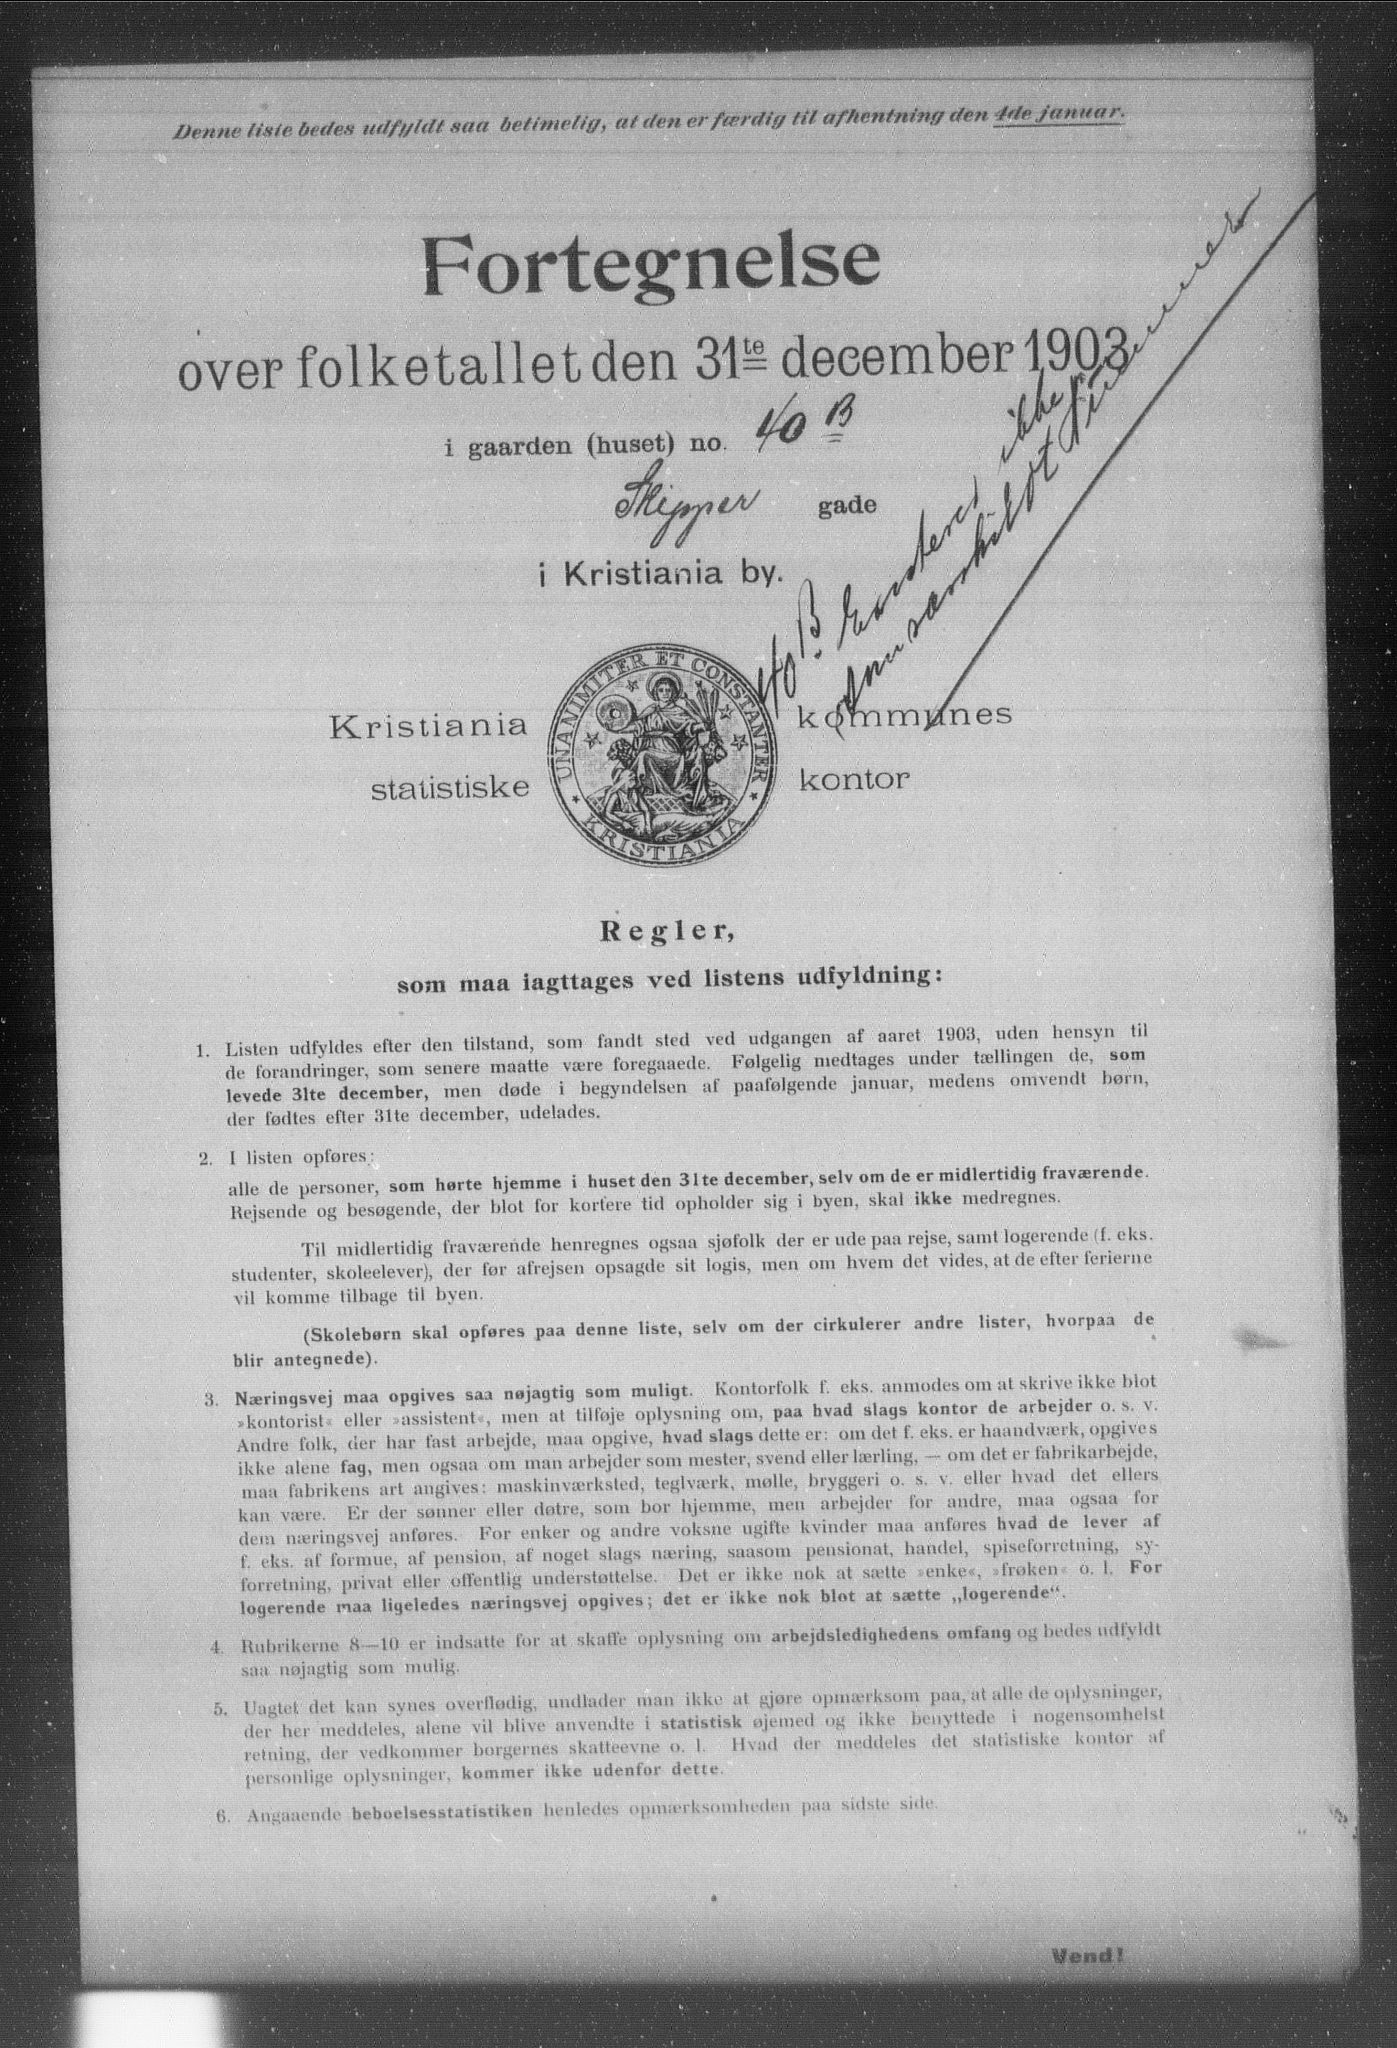 Denne liste bedes udfyldt saa betimelig, at den er færdig til afhentning den 4de januar.
Fortegnelse
over folketallet den 31te december 1903
i gaarden (huset) no. 40 B
Skipper gade
i Kristiania by.
40 B. Existerer ikke
som særskildt Nummer
Kristiania kommunes
statistiske kontor
UNANIMITER ET CONSTANTER
KRISTIANIA
Regler,
som maa iagttages ved listens udfyldning:
1. Listen udfyldes efter den tilstand, som fandt sted ved udgangen af aaret 1903, uden hensyn til
de forandringer, som senere maatte være foregaaede. Følgelig medtages under tællingen de, som
levede 31te december, men døde i begyndelsen af paafølgende januar, medens omvendt børn,
der fødtes efter 31te december, udelades.
2. I listen opføres:
alle de personer, som hørte hjemme i huset den 31te december, selv om de er midlertidig fraværende.
Rejsende og besøgende, der blot for kortere tid opholder sig i byen, skal ikke medregnes.
Til midlertidig fraværende henregnes ogsaa sjøfolk der er ude paa rejse, samt logerende (f. eks.
studenter, skoleelever), der før afrejsen opsagde sit logis, men om hvem det vides, at de efter ferierne
vil komme tilbage til byen.
(Skolebørn skal opføres paa denne liste, selv om der cirkulerer andre lister, hvorpaa de
blir antegnede).
3. Næringsvej maa opgives saa nøjagtig som muligt. Kontorfolk f. eks. anmodes om at skrive ikke blot
»kontorist« eller »assistent«, men at tilføje oplysning om, paa hvad slags kontor de arbejder o. s. v.
Andre folk, der har fast arbejde, maa opgive, hvad slags dette er: om det f. eks. er haandværk, opgives
ikke alene fag, men ogsaa om man arbejder som mester, svend eller lærling, — om det er fabrikarbejde,
maa fabrikens art angives: maskinværksted, teglværk, mølle, bryggeri o. s. v. eller hvad det ellers
kan være. Er der sønner eller døtre, som bor hjemme, men arbejder for andre, maa ogsaa for
dem næringsvej anføres. For enker og andre voksne ugifte kvinder maa anføres hvad de lever af
f. eks. af formue, af pension, af noget slags næring, saasom pensionat, handel, spiseforretning, sy-
forretning, privat eller offentlig understøttelse. Det er ikke nok at sætte »enke«, »frøken« o. l. For
logerende maa ligeledes næringsvej opgives; det er ikke nok blot at sætte „logerende“.
4. Rubrikerne 8—10 er indsatte for at skaffe oplysning om arbejdsledighedens omfang og bedes udfyldt
saa nøjagtig som mulig.
5. Uagtet det kan synes overflødig, undlader man ikke at gjøre opmærksom paa, at alle de oplysninger,
der her meddeles, alene vil blive anvendte i statistisk øjemed og ikke benyttede i nogensomhelst
retning, der vedkommer borgernes skatteevne o. l. Hvad der meddeles det statistiske kontor af
personlige oplysninger, kommer ikke udenfor dette.
6. Angaaende beboelsesstatistiken henledes opmærksomheden paa sidste side.
Vend!